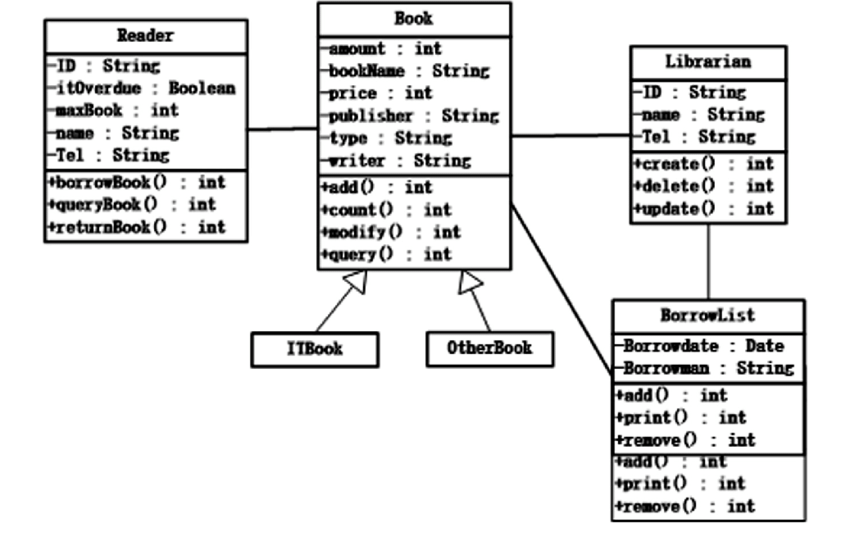 Reader
-ID : String
-itOverdue : Boolean
-maxBook : int
-name : String
-Tel : String
+borrowBook() : int
+queryBook() : int
+returnBook() : int
Book
-amount : int
-bookName : String
-price : int
-publisher : String
-type : String
-writer : String
+add() : int
+count() : int
+modify() : int
+query() : int
Librarian
-ID : String
-name : String
-Tel : String
+create() : int
+delete() : int
+update() : int
ITBook
OtherBook
BorrowList
-Borrowdate : Date
-Borrowman : String
+add() : int
+print() : int
+remove() : int
+add() : int
+print() : int
+remove() : int